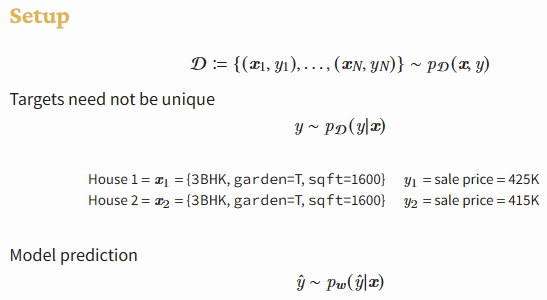 Setup
𝒟 := {(𝒙₁, y₁), . . . , (𝒙_N, y_N)} ∼ p_𝒟(𝒙, y)
Targets need not be unique
y ∼ p_𝒟(y|𝒙)
House 1 = 𝒙₁ = {3BHK, garden=T, sqft=1600} y₁ = sale price = 425K
House 2 = 𝒙₂ = {3BHK, garden=T, sqft=1600} y₂ = sale price = 415K
Model prediction
ŷ ∼ p_𝒘(ŷ|𝒙)